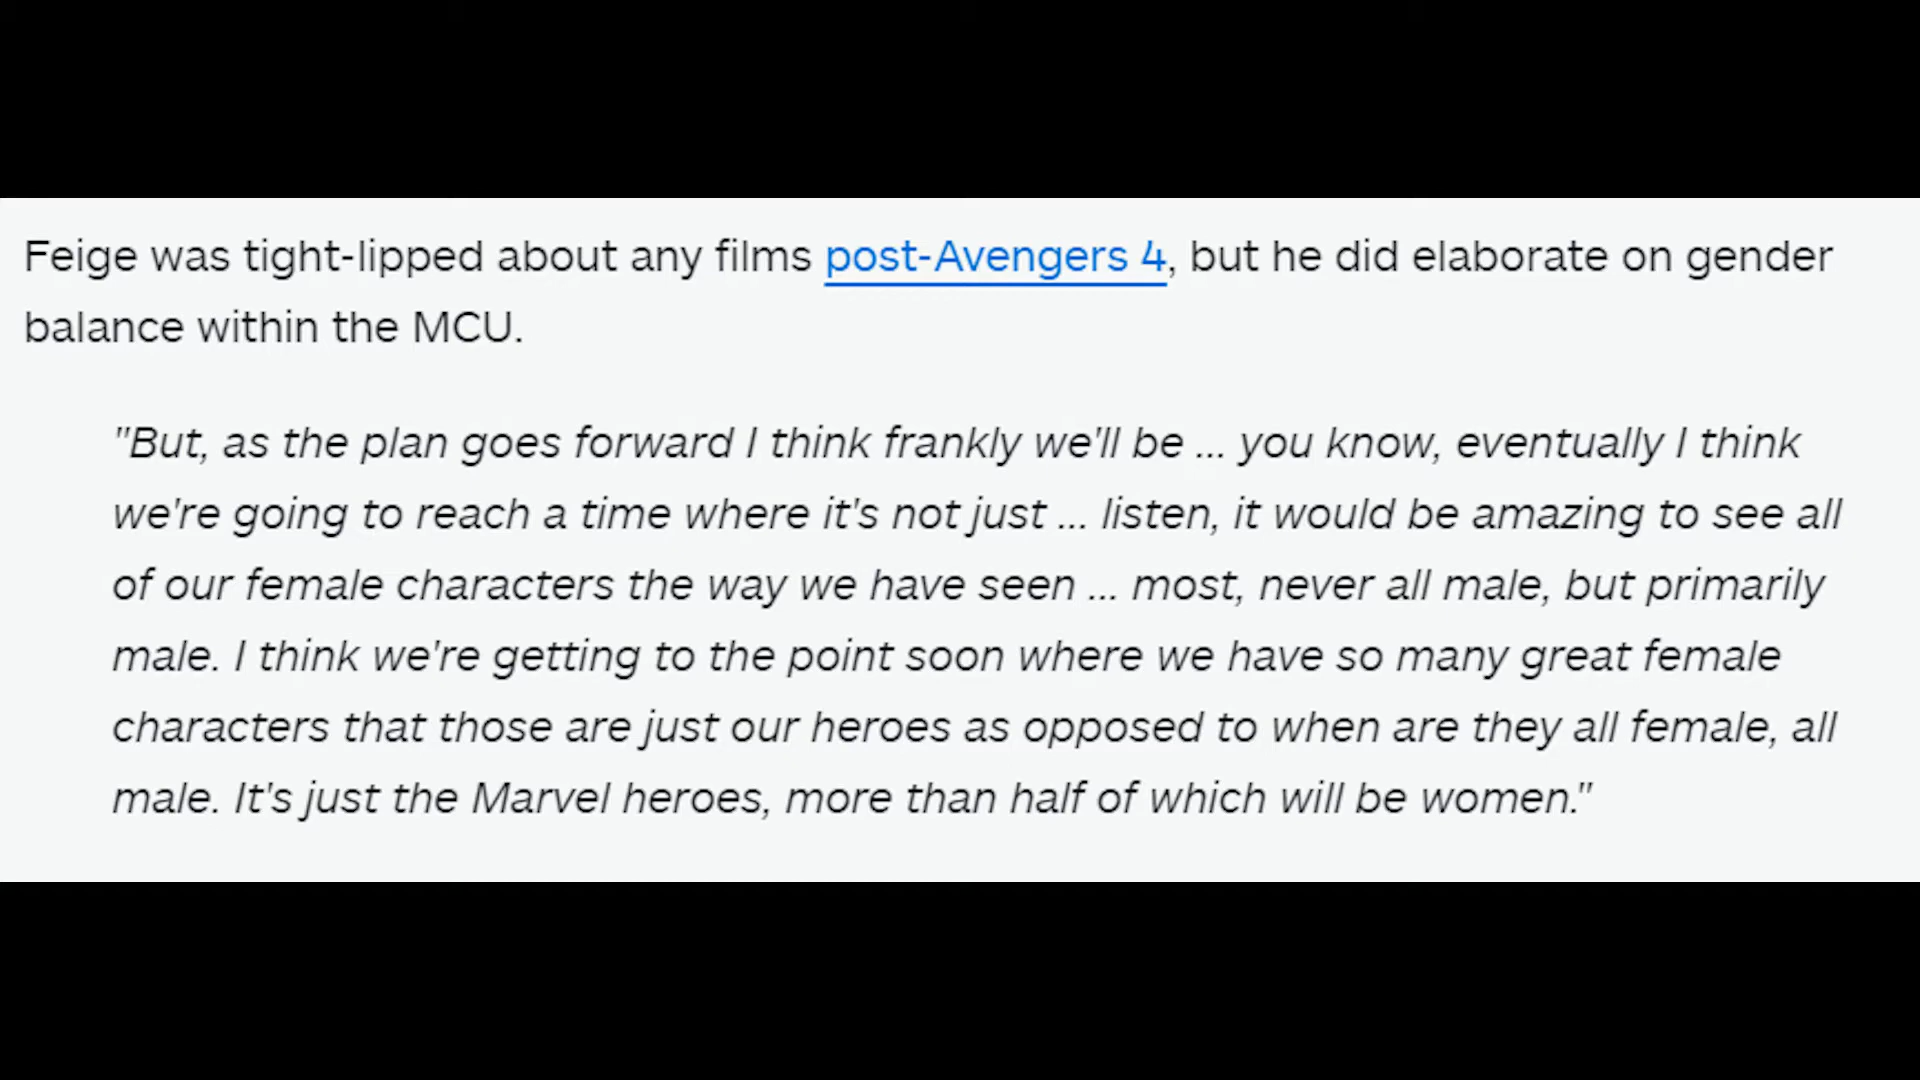 Feige was tight-lipped about any films post-Avengers 4, but he did elaborate on gender
balance within the MCU.
"But, as the plan goes forward I think frankly we'll be ... you know, eventually I think
we're going to reach a time where it's not just ... listen, it would be amazing to see all
of our female characters the way we have seen ... most, never all male, but primarily
male. I think we're getting to the point soon where we have so many great female
characters that those are just our heroes as opposed to when are they all female, all
male. It's just the Marvel heroes, more than half of which will be women."